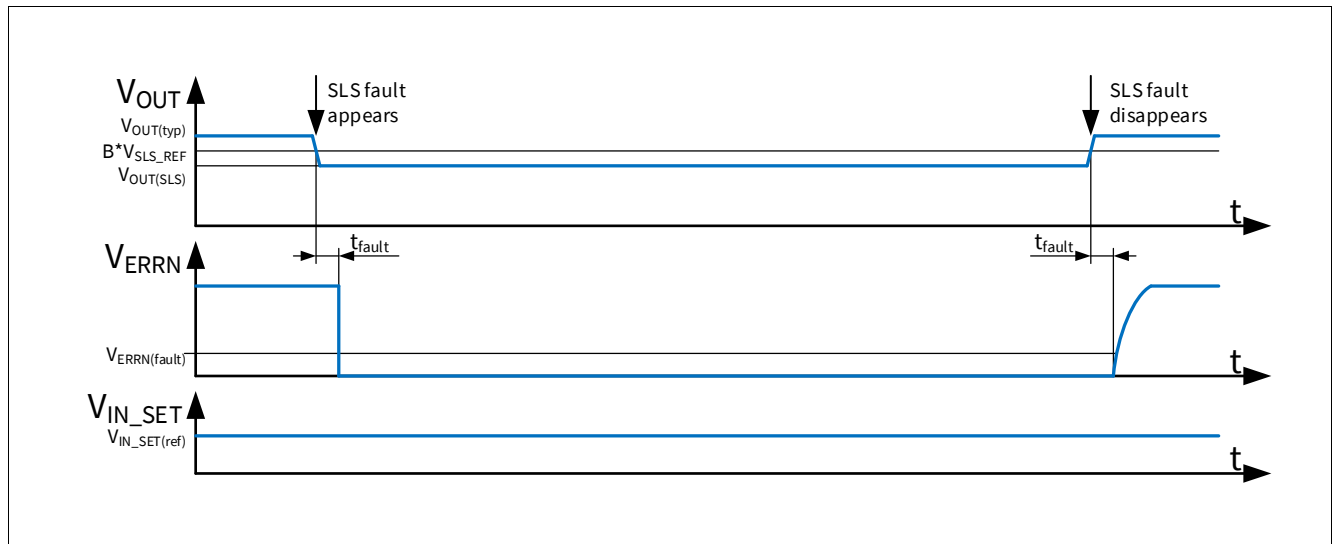 SLS fault
appears
SLS fault
disappears
VOUT
VOUT(typ)
B*VSLS_REF
VOUT(SLS)
t
tfault
tfault
VERRN
VERRN(fault)
t
VIN_SET
VIN_SET(ref)
t